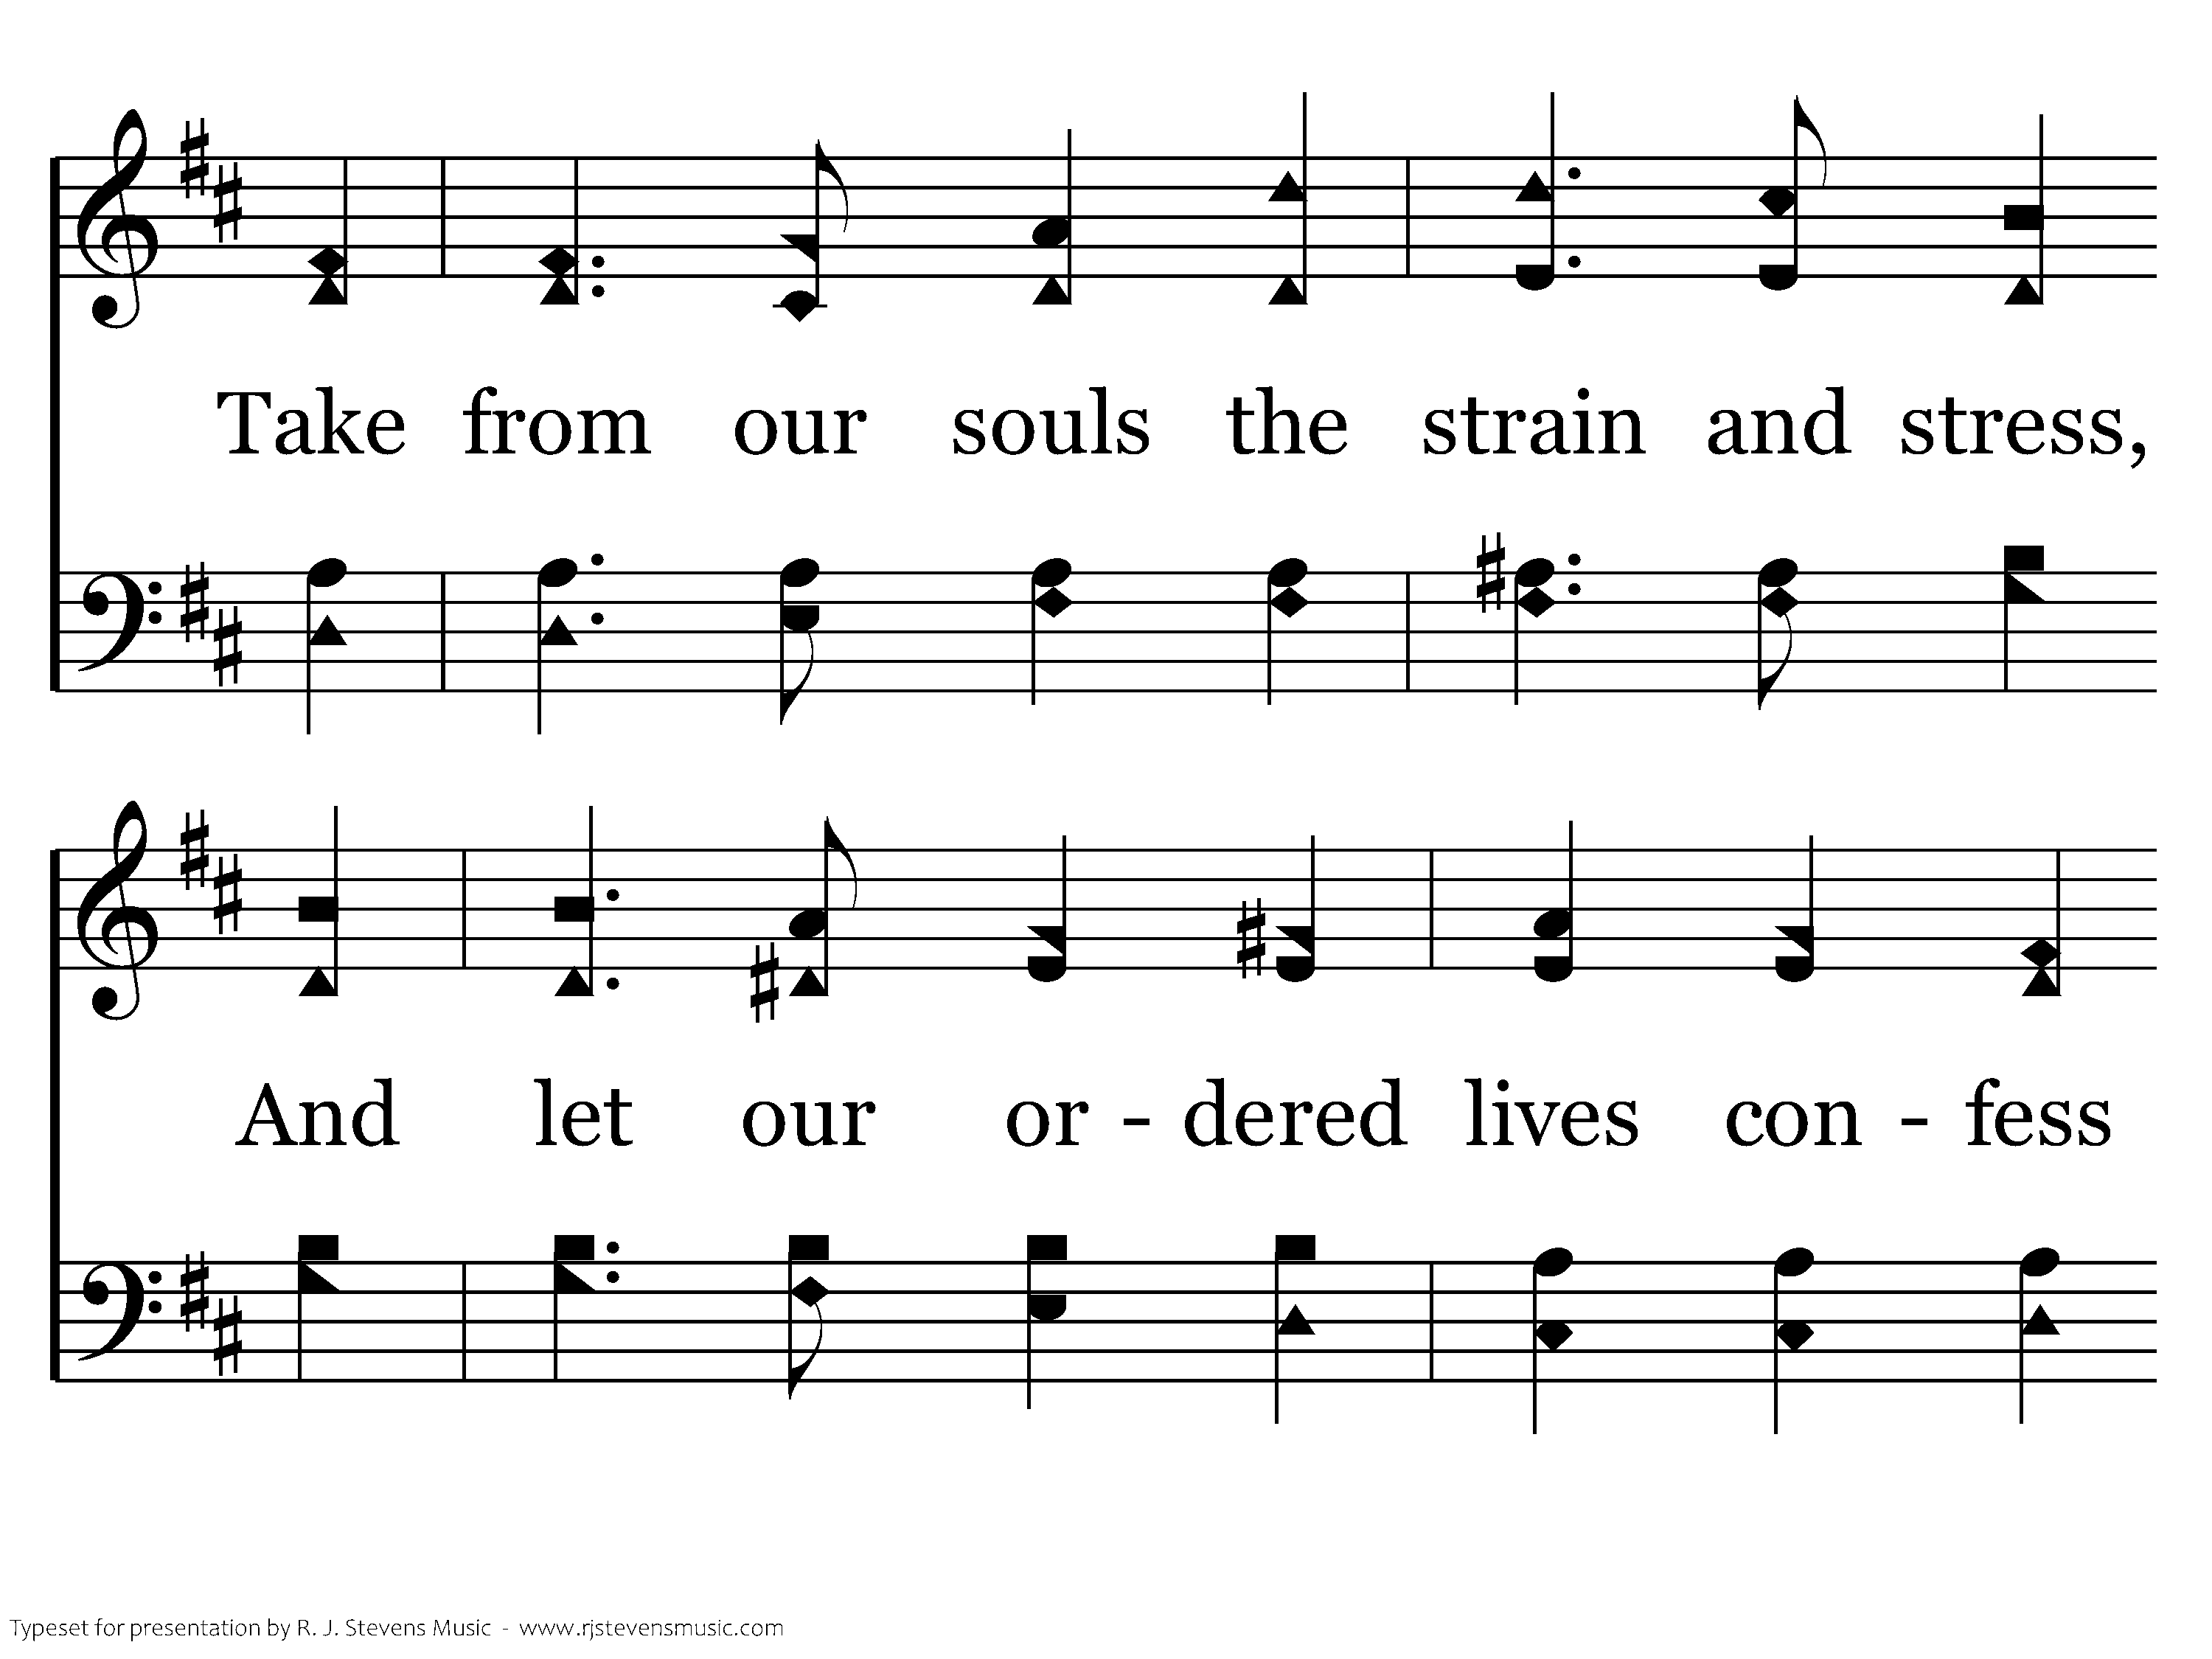 Take from our souls the strain and stress,
And let our or - dered lives con - fess
Typeset for presentation by R. J. Stevens Music - www.rjstevensmusic.com